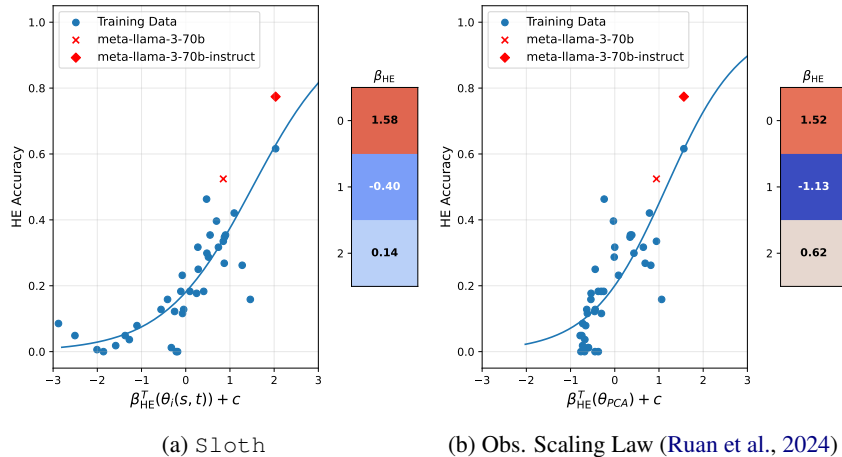 Training Data
meta-llama-3-70b
meta-llama-3-70b-instruct
HE Accuracy
1.0
0.8
0.6
0.4
0.2
0.0
−3 −2 −1 0 1 2 3
β_HE^T(θ_i(s, t)) + c
β_HE
0 1.58
1 -0.40
2 0.14
(a) Sloth
Training Data
meta-llama-3-70b
meta-llama-3-70b-instruct
HE Accuracy
1.0
0.8
0.6
0.4
0.2
0.0
−3 −2 −1 0 1 2 3
β_HE^T(θ_PCA) + c
β_HE
0 1.52
1 -1.13
2 0.62
(b) Obs. Scaling Law (Ruan et al., 2024)